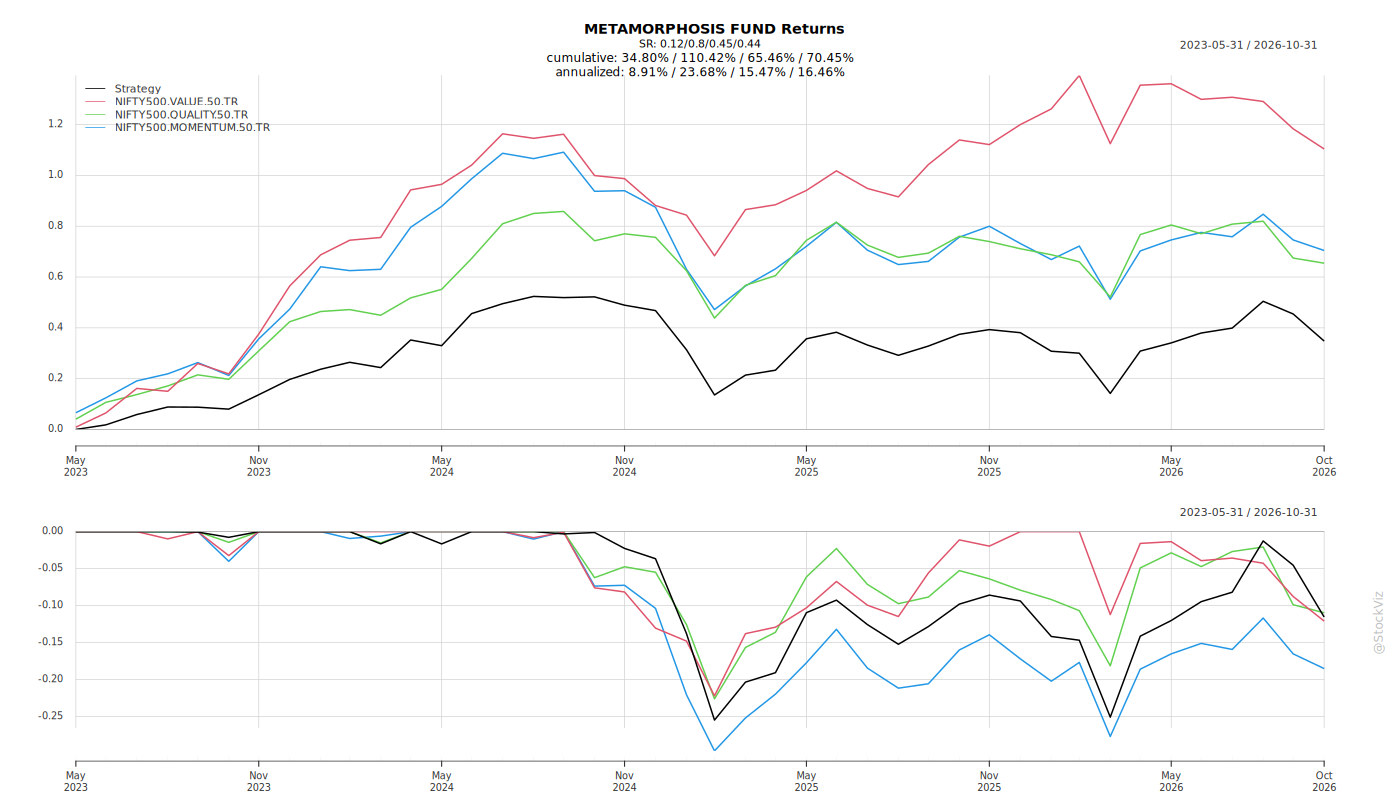 METAMORPHOSIS FUND Returns
SR: 0.12/0.8/0.45/0.44
cumulative: 34.80% / 110.42% / 65.46% / 70.45%
annualized: 8.91% / 23.68% / 15.47% / 16.46%
2023-05-31 / 2026-10-31
Strategy
NIFTY500.VALUE.50.TR
NIFTY500.QUALITY50.TR
NIFTY500.MOMENTUM.50.TR
1.2
1.0
0.8
0.6
0.4
0.2
0.0
May Nov May Nov May Nov May Oct
2023 2023 2024 2024 2025 2025 2026 2026
2023-05-31 / 2026-10-31
0.00
-0.05
-0.10
-0.15
-0.20
-0.25
May Nov May Nov May Nov May Oct
2023 2023 2024 2024 2025 2025 2026 2026
@StockViz